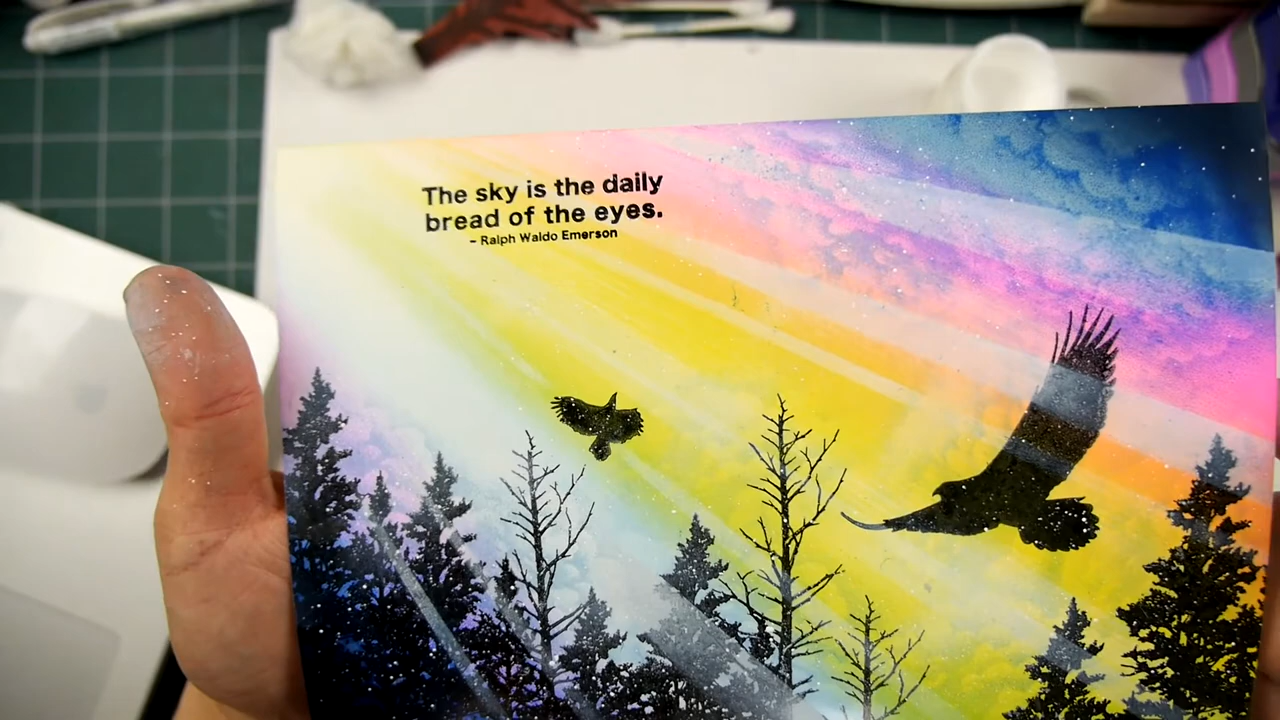 The sky is the daily
bread of the eyes.
- Ralph Waldo Emerson